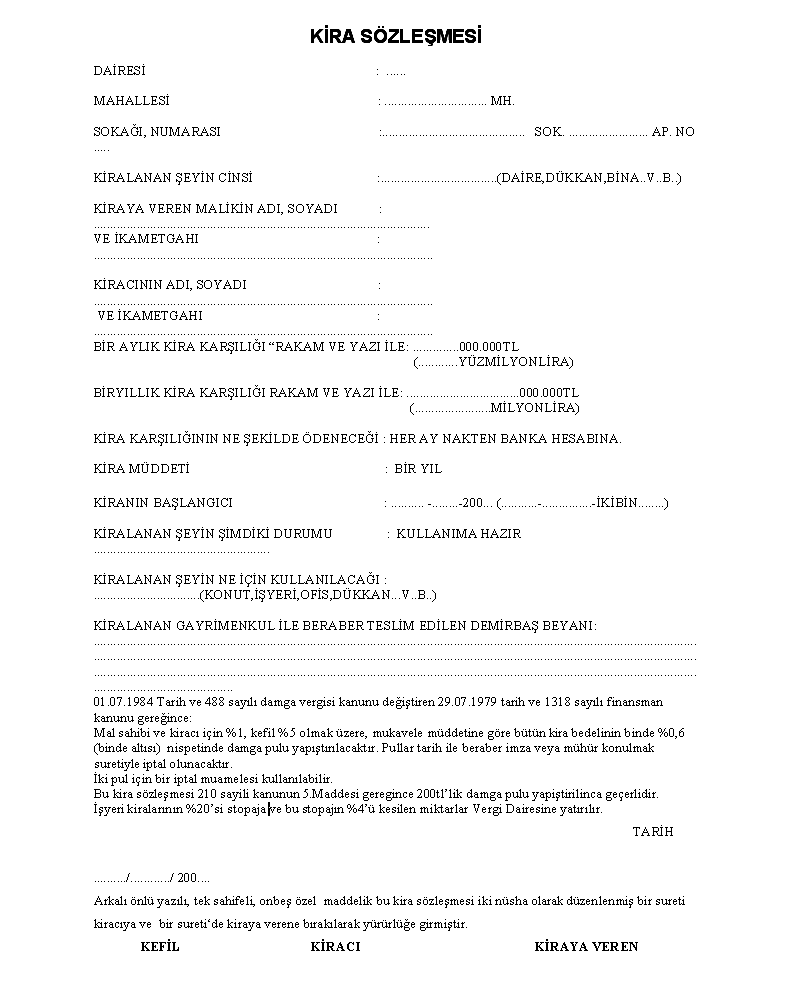 KİRA SÖZLEŞMESİ
DAİRESİ : ......
MAHALLESİ : ............................... MH.
SOKAĞI, NUMARASI :........................................... SOK. ........................ AP. NO
.....
KİRALANAN ŞEYİN CİNSİ :...................................(DAİRE,DÜKKAN,BİNA..V..B..)
KİRAYA VEREN MALİKİN ADI, SOYADI :
......................................................................................................
VE İKAMETGAHI :
.......................................................................................................
KİRACININ ADI, SOYADI :
.......................................................................................................
VE İKAMETGAHI :
.......................................................................................................
BİR AYLIK KİRA KARŞILIĞI “RAKAM VE YAZI İLE: ..............000.000TL
(............YÜZMİLYONLİRA)
BİRYILLIK KİRA KARŞILIĞI RAKAM VE YAZI İLE: ..................................000.000TL
(.......................MİLYONLİRA)
KİRA KARŞILIĞININ NE ŞEKİLDE ÖDENECEĞİ : HER AY NAKTEN BANKA HESABINA.
KİRA MÜDDETİ : BİR YIL
KİRANIN BAŞLANGICI : .......... -........-200... (...........-...............-İKİBİN........)
KİRALANAN ŞEYİN ŞİMDİKİ DURUMU : KULLANIMA HAZIR
.....................................................
KİRALANAN ŞEYİN NE İÇİN KULLANILACAĞI :
................................(KONUT,İŞYERİ,OFİS,DÜKKAN...V..B..)
KİRALANAN GAYRİMENKUL İLE BERABER TESLİM EDİLEN DEMİRBAŞ BEYANI:
.......................................................................................................................................................................................
.......................................................................................................................................................................................
.......................................................................................................................................................................................
..........................................
01.07.1984 Tarih ve 488 sayılı damga vergisi kanunu değiştiren 29.07.1979 tarih ve 1318 sayılı finansman
kanunu gereğince:
Mal sahibi ve kiracı için %1, kefil %5 olmak üzere, mukavele müddetine göre bütün kira bedelinin binde %0,6
(binde altısı) nispetinde damga pulu yapıştırılacaktır. Pullar tarih ile beraber imza veya mühür konulmak
suretiyle iptal olunacaktır.
İki pul için bir iptal muamelesi kullanılabilir.
Bu kira sözleşmesi 210 sayili kanunun 5.Maddesi geregince 200tl’lik damga pulu yapiştirilinca geçerlidir.
İşyeri kiralarının %20’si stopaja ve bu stopajın %4’ü kesilen miktarlar Vergi Dairesine yatırılır.
TARİH
........../............/ 200....
Arkalı önlü yazılı, tek sahifeli, onbeş özel maddelik bu kira sözleşmesi iki nüsha olarak düzenlenmiş bir sureti
kiracıya ve bir sureti‘de kiraya verene bırakılarak yürürlüğe girmiştir.
KEFİL KİRACI KİRAYA VEREN